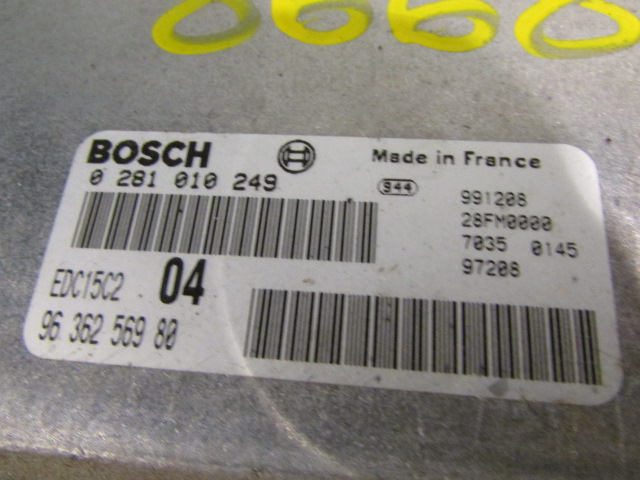 BOSCH
Made in France
0 281 010 249
944
991208
28FM0000
7035 0145
97208
EDC15C2 04
96 362 569 80